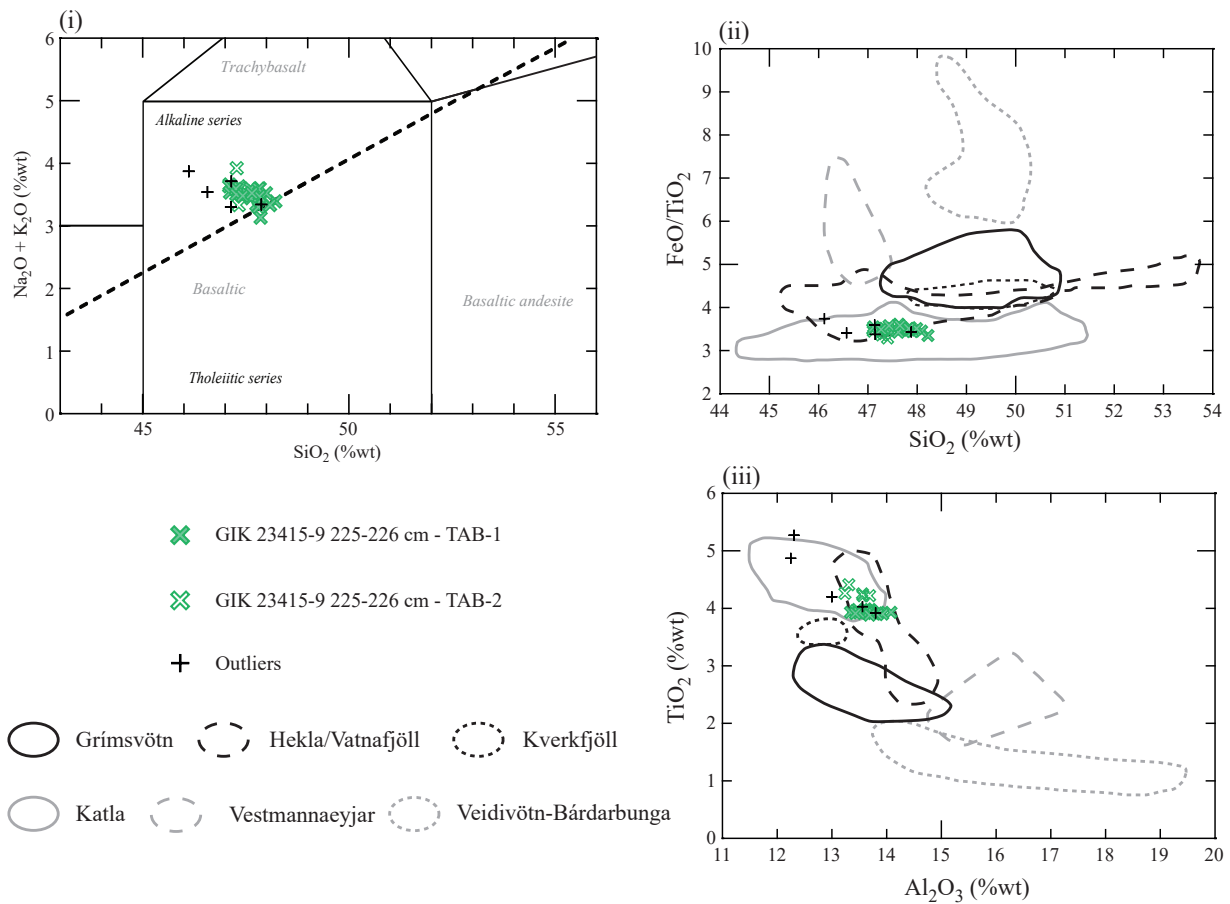 (i)
6
5
4
3
2
1
0
Na2O + K2O (%wt)
Trachybasalt
Alkaline series
Basaltic
Basaltic andesite
Tholeiitic series
45 50 55
SiO2 (%wt)
(ii)
10
9
8
7
6
5
4
3
2
FeO/TiO2
44 45 46 47 48 49 50 51 52 53 54
SiO2 (%wt)
GIK 23415-9 225-226 cm - TAB-1
GIK 23415-9 225-226 cm - TAB-2
Outliers
Grímsvötn Hekla/Vatnafjöll Kverkfjöll
Katla Vestmannaeyjar Veidivötn-Bárdarbunga
(iii)
6
5
4
3
2
1
0
TiO2 (%wt)
11 12 13 14 15 16 17 18 19 20
Al2O3 (%wt)